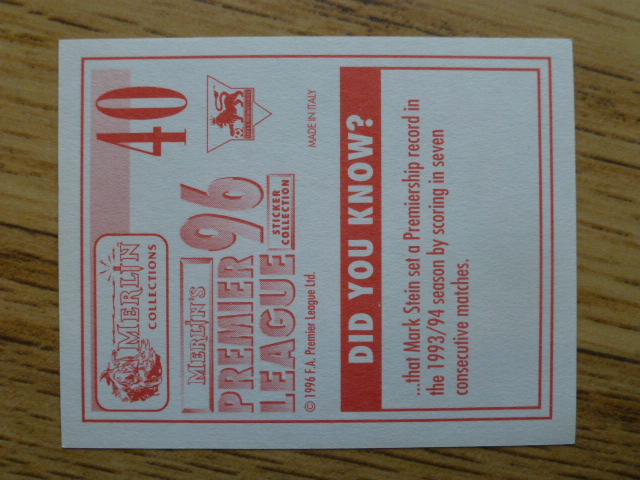 MERLIN
COLLECTIONS
40
MERLIN'S
PREMIER 96
LEAGUE
STICKER
COLLECTION
© 1996 F.A. Premier League Ltd.
MADE IN ITALY
DID YOU KNOW?
...that Mark Stein set a Premiership record in
the 1993/94 season by scoring in seven
consecutive matches.